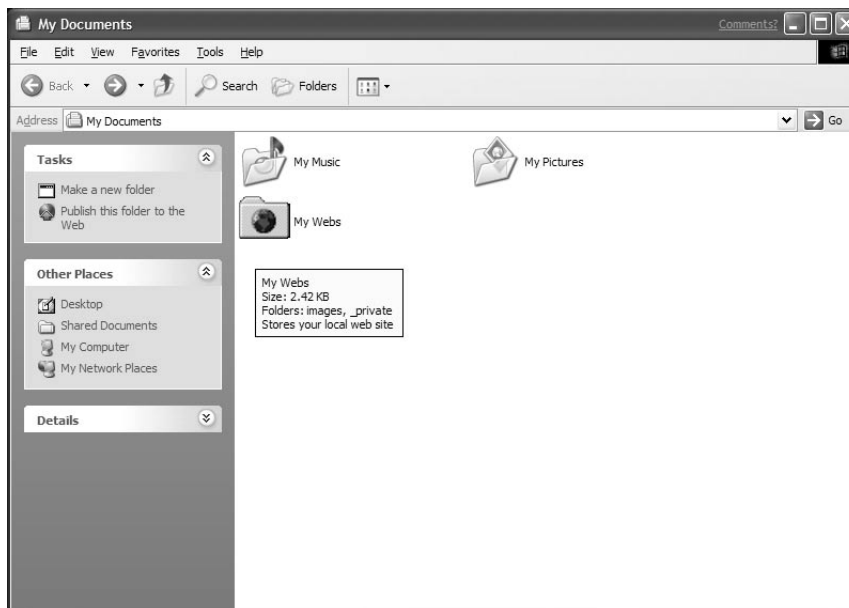 My Documents
Comments?
File Edit View Favorites Tools Help
Back Search Folders
Address My Documents Go
Tasks
Make a new folder
Publish this folder to the
Web
Other Places
Desktop
Shared Documents
My Computer
My Network Places
Details
My Music
My Pictures
My Webs
My Webs
Size: 2.42 KB
Folders: images, _private
Stores your local web site